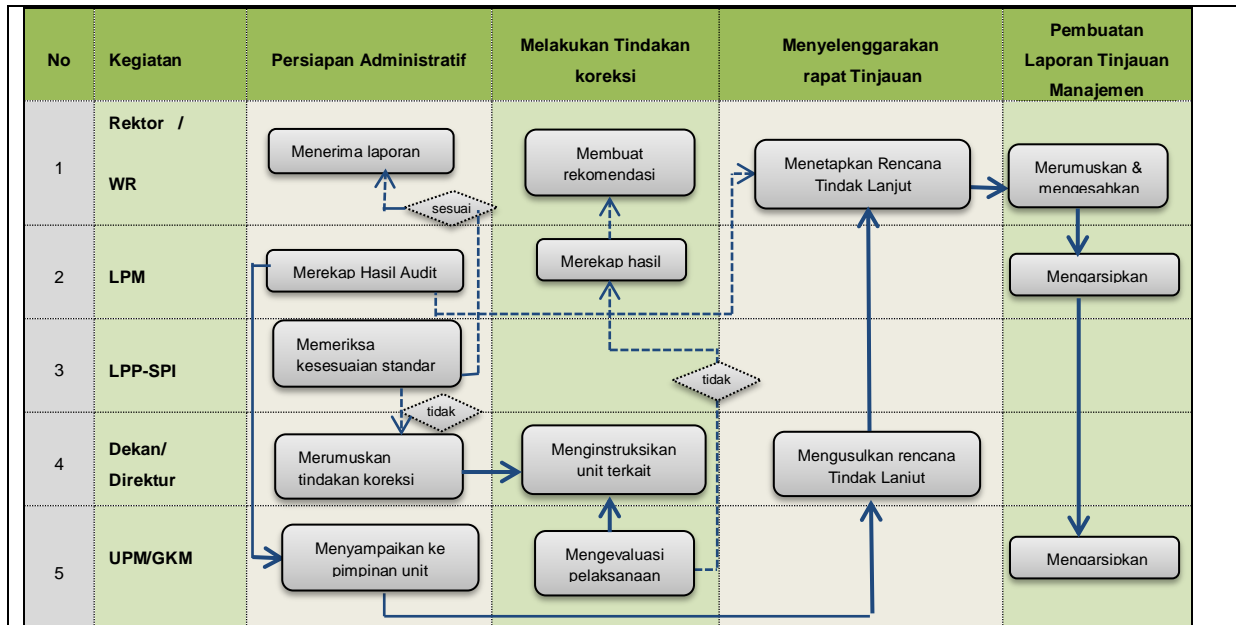 No
Kegiatan
Persiapan Administratif
Melakukan Tindakan
koreksi
Menyelenggarakan
rapat Tinjauan
Pembuatan
Laporan Tinjauan
Manajemen
1
Rektor /
WR
Menerima laporan
sesuai
Membuat
rekomendasi
Menetapkan Rencana
Tindak Lanjut
Merumuskan &
mengesahkan
2
LPM
Merekap Hasil Audit
Merekap hasil
Mengarsipkan
3
LPP-SPI
Memeriksa
kesesuaian standar
tidak
tidak
4
Dekan/
Direktur
Merumuskan
tindakan koreksi
Menginstruksikan
unit terkait
Mengusulkan rencana
Tindak Lanjut
5
UPM/GKM
Menyampaikan ke
pimpinan unit
Mengevaluasi
pelaksanaan
Mengarsipkan